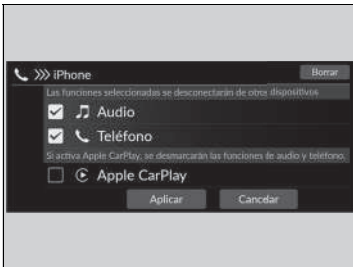 iPhone
Borrar
Las funciones seleccionadas se desconectarán de otros dispositivos
Audio
Teléfono
Si activa Apple CarPlay, se desmarcarán las funciones de audio y teléfono.
Apple CarPlay
Aplicar
Cancelar